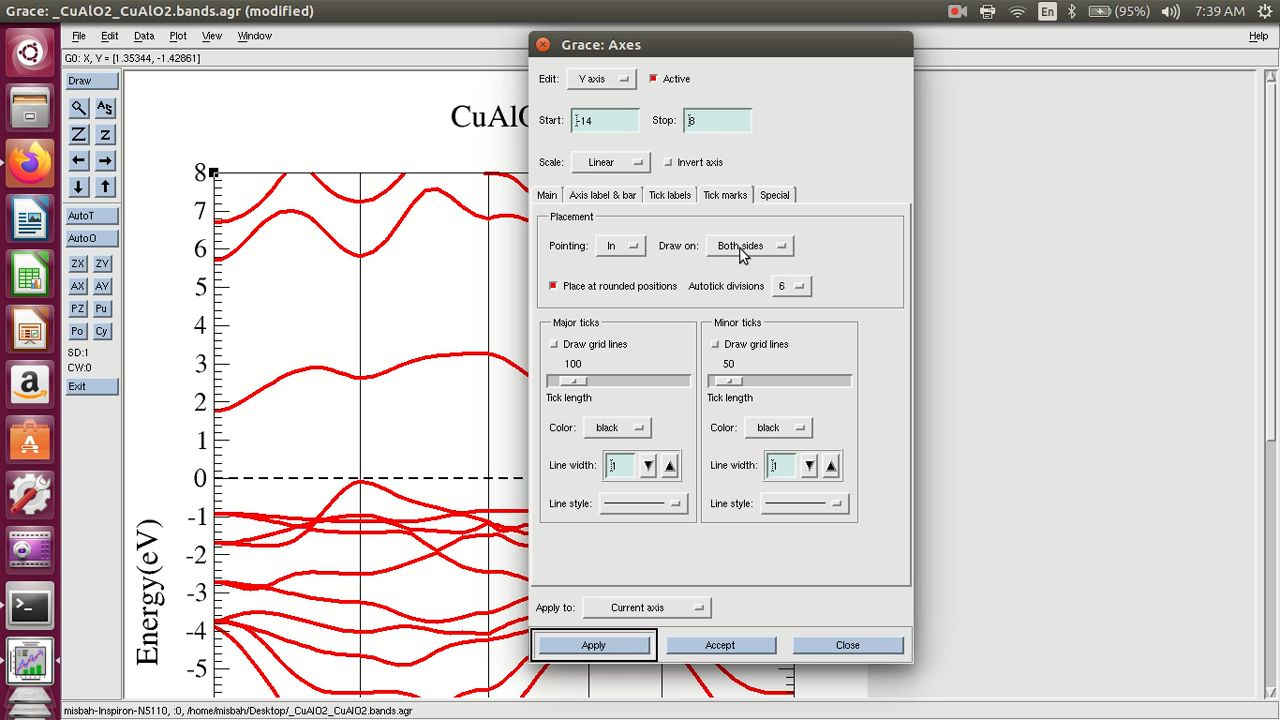 Grace: _CuAlO2_CuAlO2.bands.agr (modified)
En (95%) 7:39 AM
File Edit Data Plot View Window Help
G0: X, Y = [1.35344, -1.42861]
Draw
A S
Z z
AutoT
AutoO
ZX ZY
AX AY
PZ Pu
Po Cy
SD:1
CW:0
Exit
CuAlO
8
7
6
5
4
3
2
1
0
-1
-2
-3
-4
-5
Energy(eV)
Grace: Axes
Edit: Y axis Active
Start: -14 Stop: 8
Scale: Linear Invert axis
Main Axis label & bar Tick labels Tick marks Special
Placement
Pointing: In Draw on: Both sides
Place at rounded positions Autotick divisions 6
Major ticks
Draw grid lines
100
Tick length
Color: black
Line width: 1
Line style:
Minor ticks
Draw grid lines
50
Tick length
Color: black
Line width: 1
Line style:
Apply to: Current axis
Apply Accept Close
misbah-Inspiron-N5110, :0, /home/misbah/Desktop/_CuAlO2_CuAlO2.bands.agr